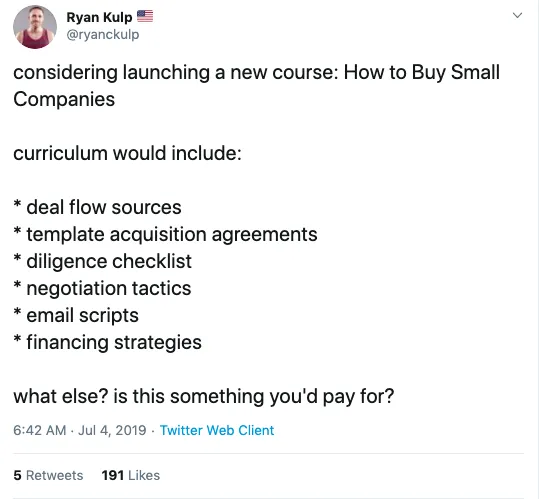 Ryan Kulp 🇺🇸
@ryanckulp
considering launching a new course: How to Buy Small
Companies
curriculum would include:
* deal flow sources
* template acquisition agreements
* diligence checklist
* negotiation tactics
* email scripts
* financing strategies
what else? is this something you'd pay for?
6:42 AM · Jul 4, 2019 · Twitter Web Client
5 Retweets 191 Likes